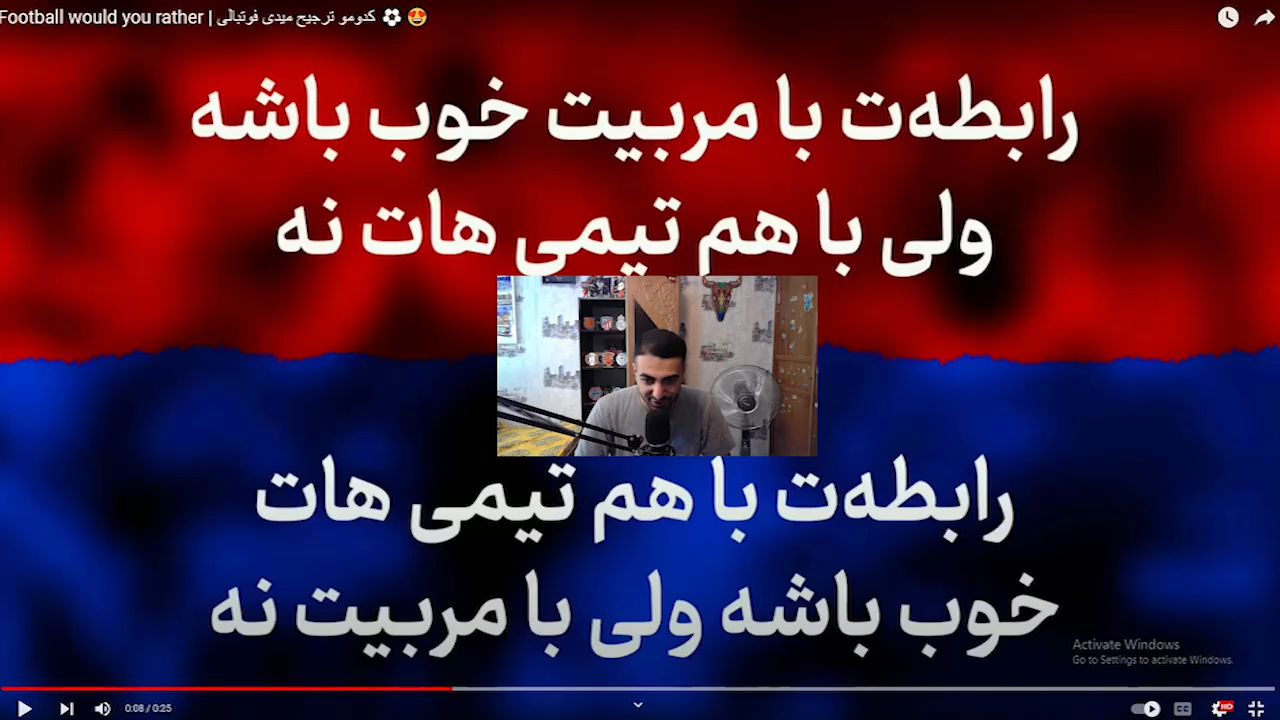 Football would you rather | کدومو ترجیح میدی فوتبالی ⚽ 😍
رابطه‌ت با مربیت خوب باشه
ولی با هم تیمی هات نه
رابطه‌ت با هم تیمی هات
خوب باشه ولی با مربیت نه
Activate Windows
Go to Settings to activate Windows.
0:08 / 0:25
CC
HD